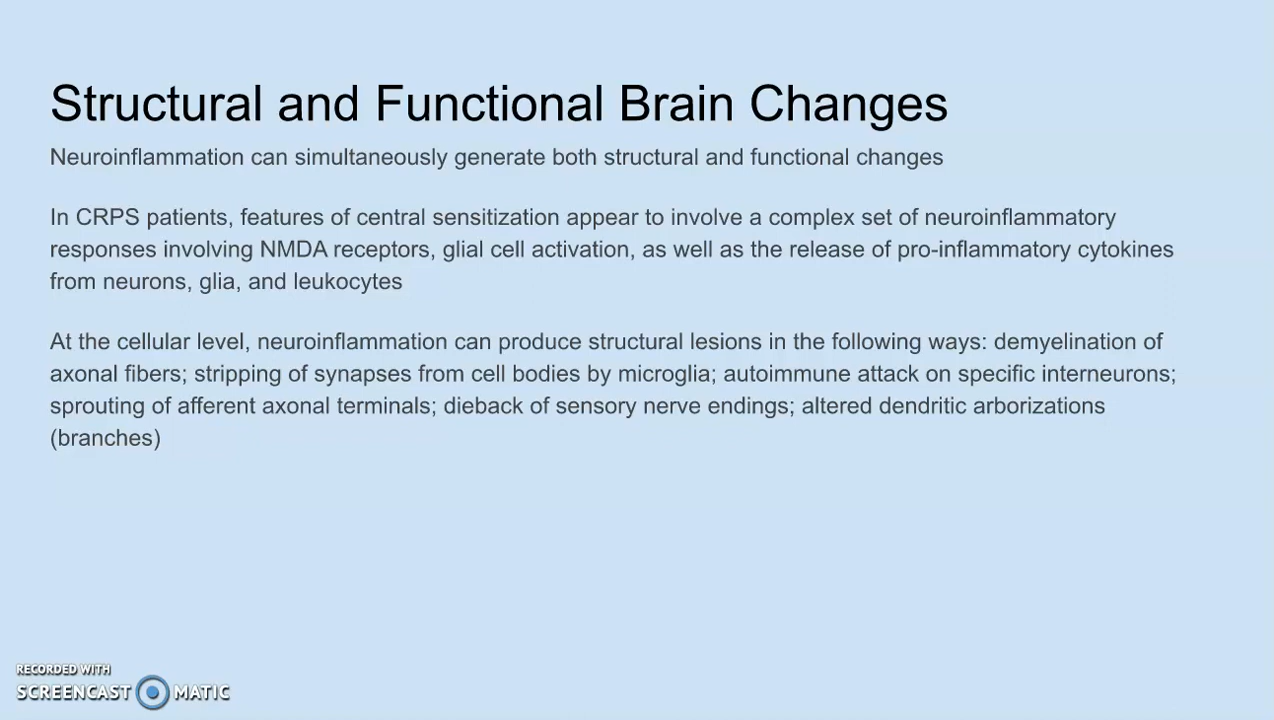 Structural and Functional Brain Changes
Neuroinflammation can simultaneously generate both structural and functional changes
In CRPS patients, features of central sensitization appear to involve a complex set of neuroinflammatory
responses involving NMDA receptors, glial cell activation, as well as the release of pro-inflammatory cytokines
from neurons, glia, and leukocytes
At the cellular level, neuroinflammation can produce structural lesions in the following ways: demyelination of
axonal fibers; stripping of synapses from cell bodies by microglia; autoimmune attack on specific interneurons;
sprouting of afferent axonal terminals; dieback of sensory nerve endings; altered dendritic arborizations
(branches)
RECORDED WITH
SCREENCAST MATIC